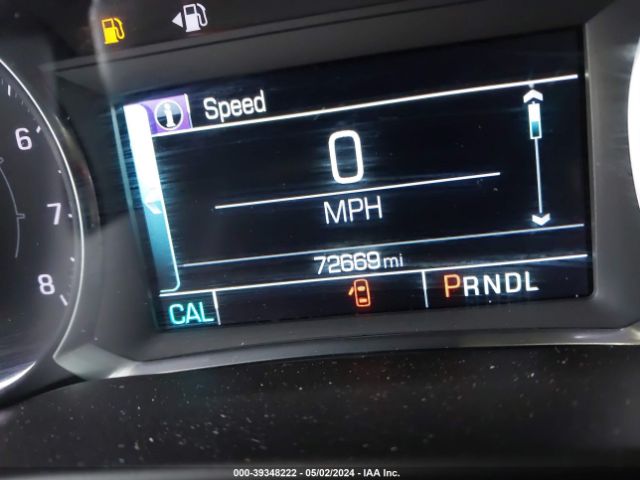 Speed
6
0
7
MPH
72669 mi
8
CAL
PRNDL
000-39348222 - 05/02/2024 - IAA Inc.